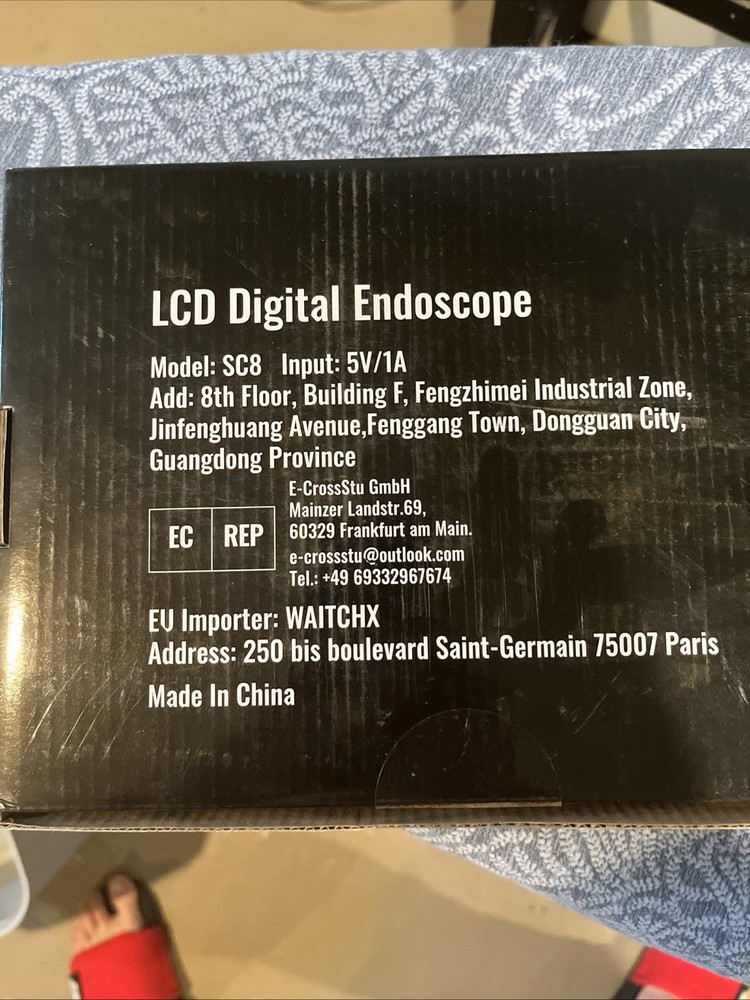 LCD Digital Endoscope
Model: SC8 Input: 5V/1A
Add: 8th Floor, Building F, Fengzhimei Industrial Zone,
Jinfenghuang Avenue,Fenggang Town, Dongguan City,
Guangdong Province
EC REP
E-CrossStu GmbH
Mainzer Landstr.69,
60329 Frankfurt am Main.
e-crossstu@outlook.com
Tel.: +49 69332967674
EU Importer: WAITCHX
Address: 250 bis boulevard Saint-Germain 75007 Paris
Made In China